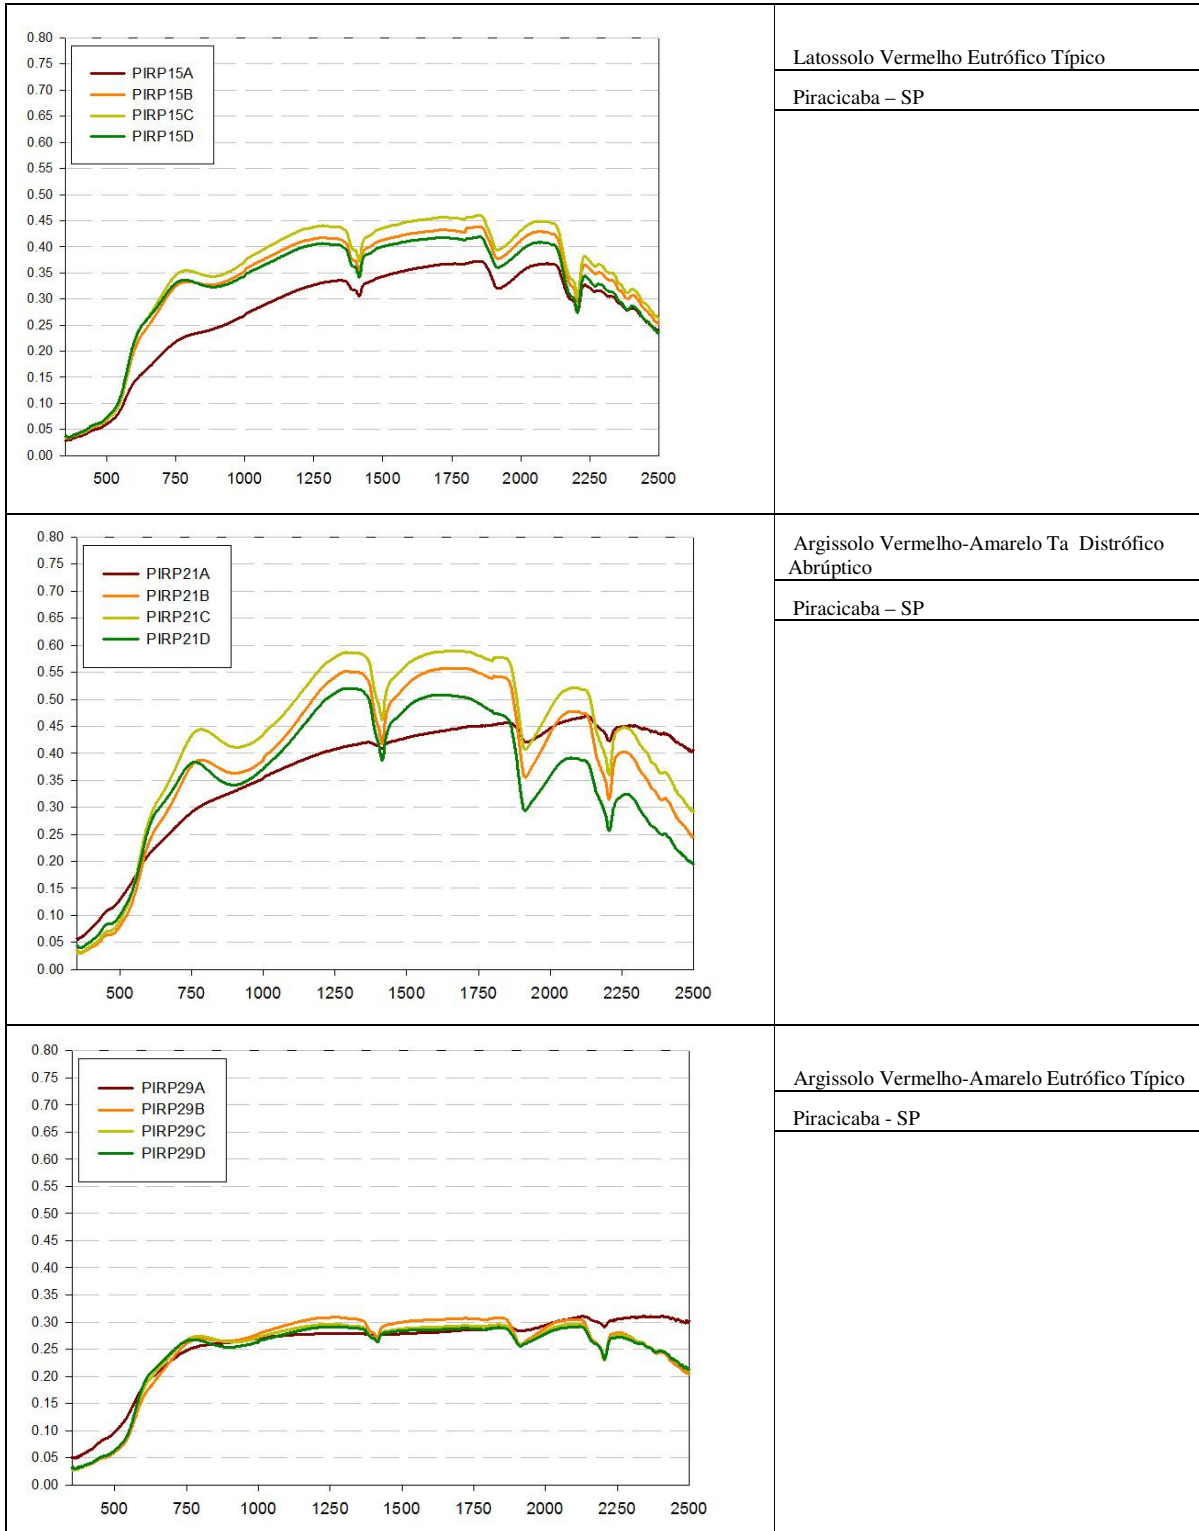 0.80
0.75
0.70
0.65
0.60
0.55
0.50
0.45
0.40
0.35
0.30
0.25
0.20
0.15
0.10
0.05
0.00
PIRP15A
PIRP15B
PIRP15C
PIRP15D
500 750 1000 1250 1500 1750 2000 2250 2500
Latossolo Vermelho Eutrófico Típico
Piracicaba – SP
0.80
0.75
0.70
0.65
0.60
0.55
0.50
0.45
0.40
0.35
0.30
0.25
0.20
0.15
0.10
0.05
0.00
PIRP21A
PIRP21B
PIRP21C
PIRP21D
500 750 1000 1250 1500 1750 2000 2250 2500
Argissolo Vermelho-Amarelo Ta Distrófico
Abrúptico
Piracicaba – SP
0.80
0.75
0.70
0.65
0.60
0.55
0.50
0.45
0.40
0.35
0.30
0.25
0.20
0.15
0.10
0.05
0.00
PIRP29A
PIRP29B
PIRP29C
PIRP29D
500 750 1000 1250 1500 1750 2000 2250 2500
Argissolo Vermelho-Amarelo Eutrófico Típico
Piracicaba - SP